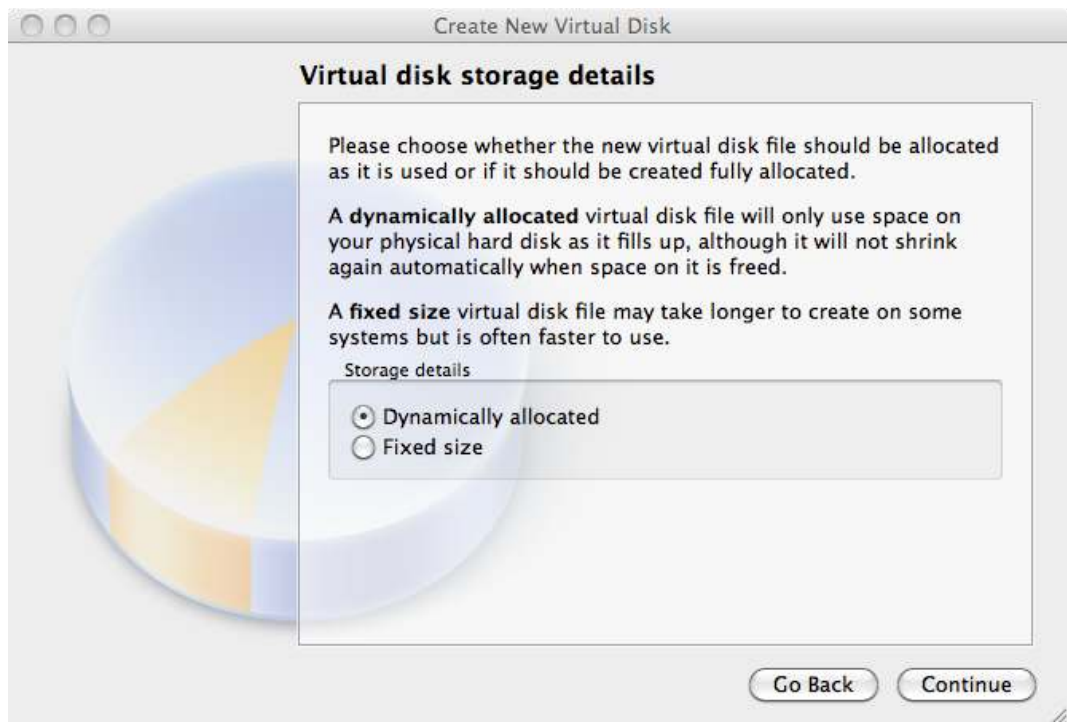 Create New Virtual Disk
Virtual disk storage details
Please choose whether the new virtual disk file should be allocated
as it is used or if it should be created fully allocated.
A dynamically allocated virtual disk file will only use space on
your physical hard disk as it fills up, although it will not shrink
again automatically when space on it is freed.
A fixed size virtual disk file may take longer to create on some
systems but is often faster to use.
Storage details
Dynamically allocated
Fixed size
Go Back
Continue